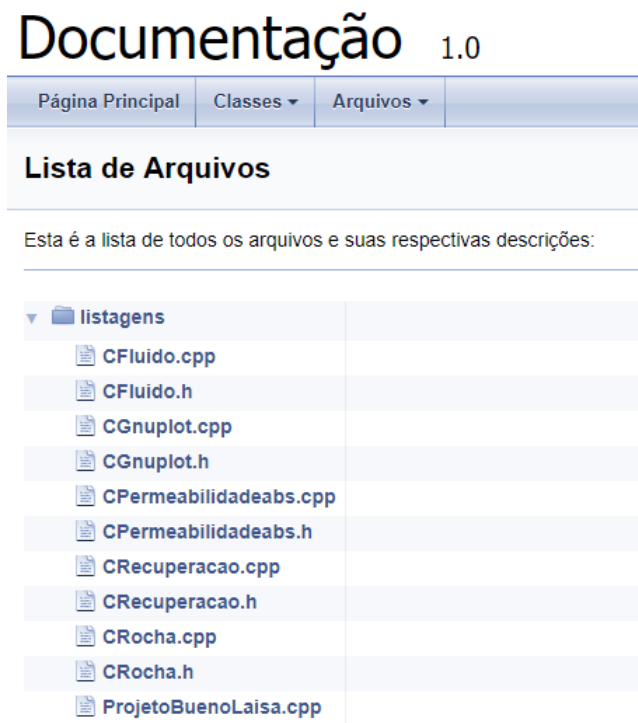 Documentação 1.0
Página Principal Classes Arquivos
Lista de Arquivos
Esta é a lista de todos os arquivos e suas respectivas descrições:
listagens
CFluido.cpp
CFluido.h
CGnuplot.cpp
CGnuplot.h
CPermeabilidadeabs.cpp
CPermeabilidadeabs.h
CRecuperacao.cpp
CRecuperacao.h
CRocha.cpp
CRocha.h
ProjetoBuenoLaisa.cpp